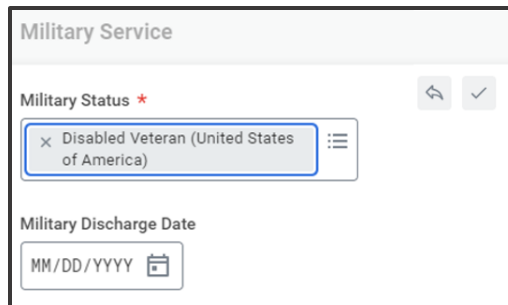 Military Service
Military Status *
× Disabled Veteran (United States
of America)
Military Discharge Date
MM/DD/YYYY